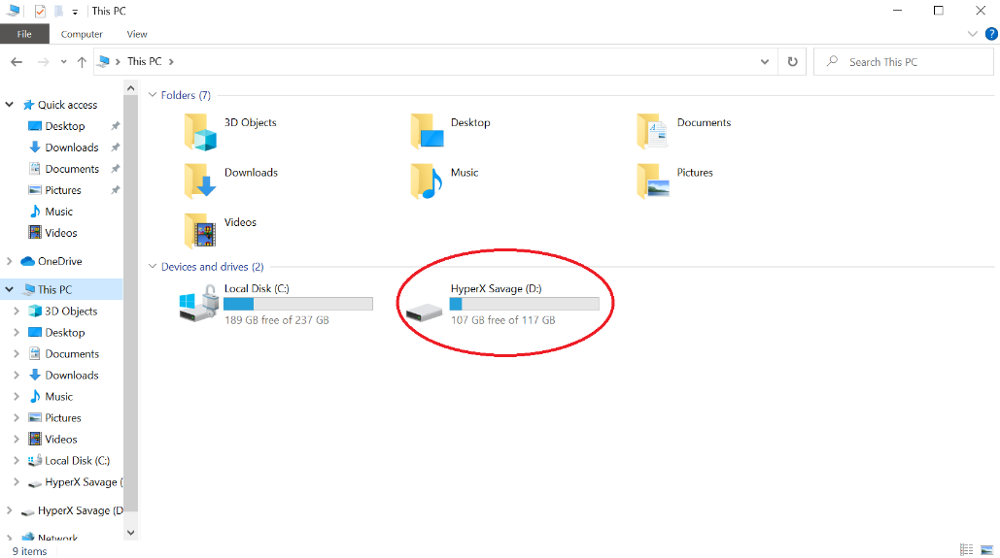 This PC
File
Computer
View
This PC
Search This PC
Quick access
Desktop
Downloads
Documents
Pictures
Music
Videos
OneDrive
This PC
3D Objects
Desktop
Documents
Downloads
Music
Pictures
Videos
Local Disk (C:)
HyperX Savage (
HyperX Savage (D
Network
Folders (7)
3D Objects
Desktop
Documents
Downloads
Music
Pictures
Videos
Devices and drives (2)
Local Disk (C:)
189 GB free of 237 GB
HyperX Savage (D:)
107 GB free of 117 GB
9 items